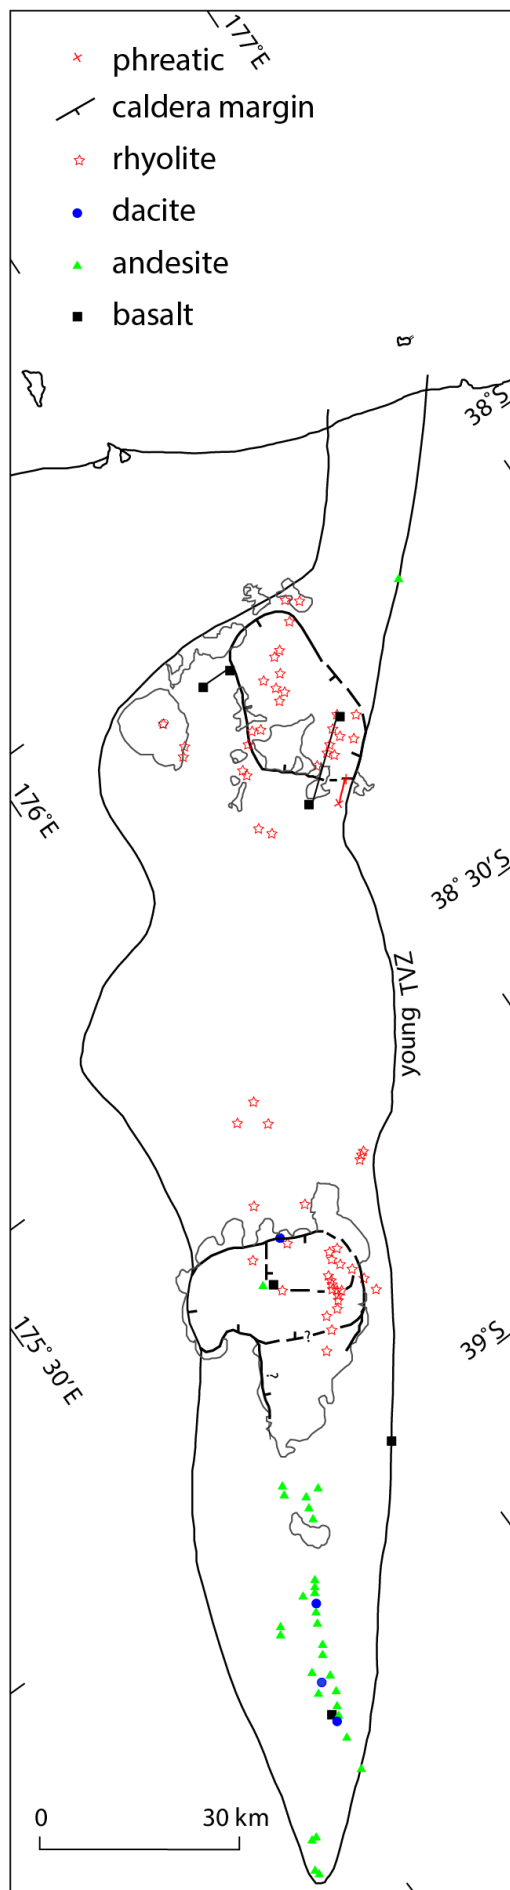 177°E
phreatic
caldera margin
rhyolite
dacite
andesite
basalt
38°S
176°E
38° 30'S
young TVZ
39°S
?
175° 30'E
?
0 30 km